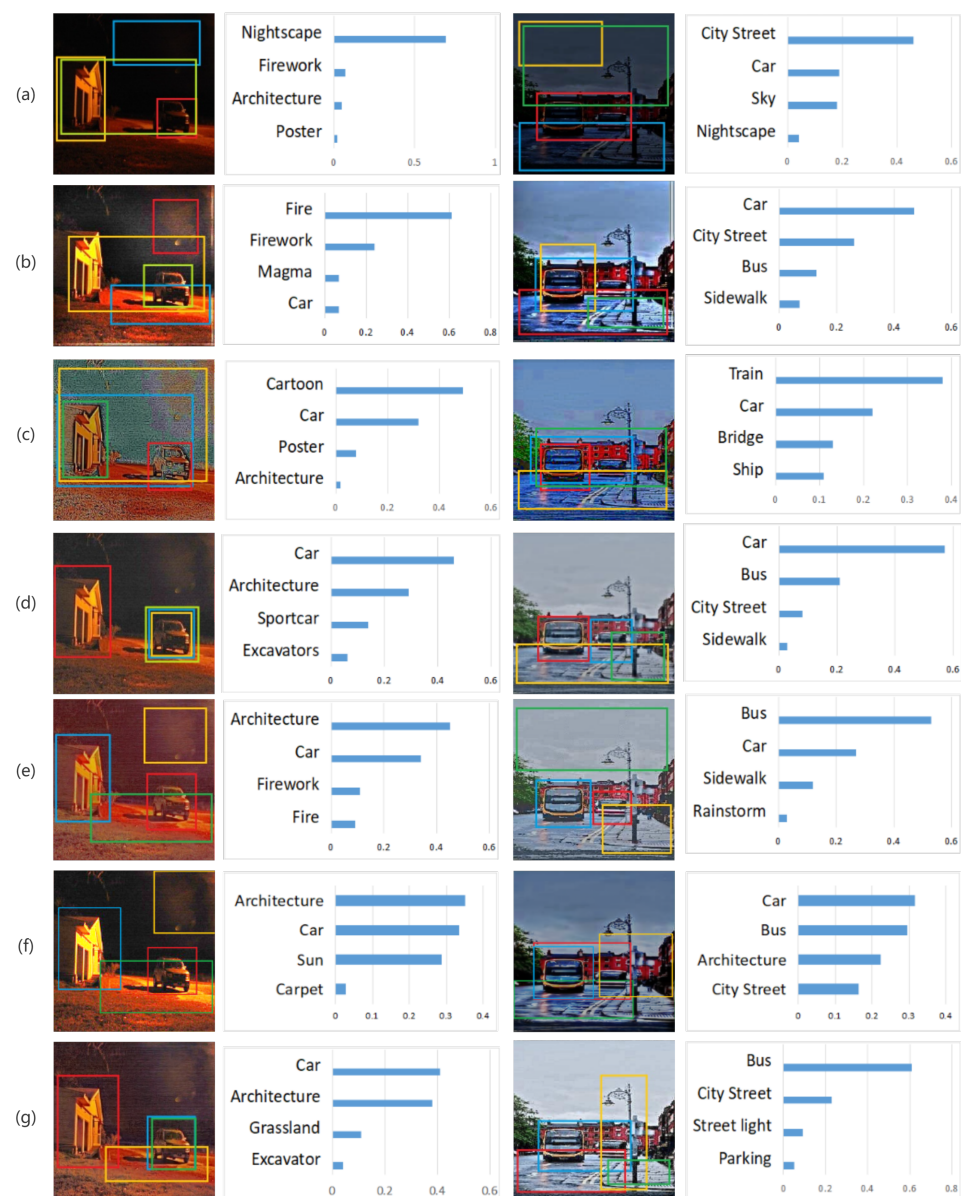 (a)
Nightscape
Firework
Architecture
Poster
0 0.5 1
City Street
Car
Sky
Nightscape
0 0.2 0.4 0.6
(b)
Fire
Firework
Magma
Car
0 0.2 0.4 0.6 0.8
Car
City Street
Bus
Sidewalk
0 0.2 0.4 0.6
(c)
Cartoon
Car
Poster
Architecture
0 0.2 0.4 0.6
Train
Car
Bridge
Ship
0 0.1 0.2 0.3 0.4
(d)
Car
Architecture
Sportcar
Excavators
0 0.2 0.4 0.6
Car
Bus
City Street
Sidewalk
0 0.2 0.4 0.6
(e)
Architecture
Car
Firework
Fire
0 0.2 0.4 0.6
Bus
Car
Sidewalk
Rainstorm
0 0.2 0.4 0.6
(f)
Architecture
Car
Sun
Carpet
0 0.1 0.2 0.3 0.4
Car
Bus
Architecture
City Street
0 0.1 0.2 0.3 0.4
(g)
Car
Architecture
Grassland
Excavator
0 0.2 0.4 0.6
Bus
City Street
Street light
Parking
0 0.2 0.4 0.6 0.8